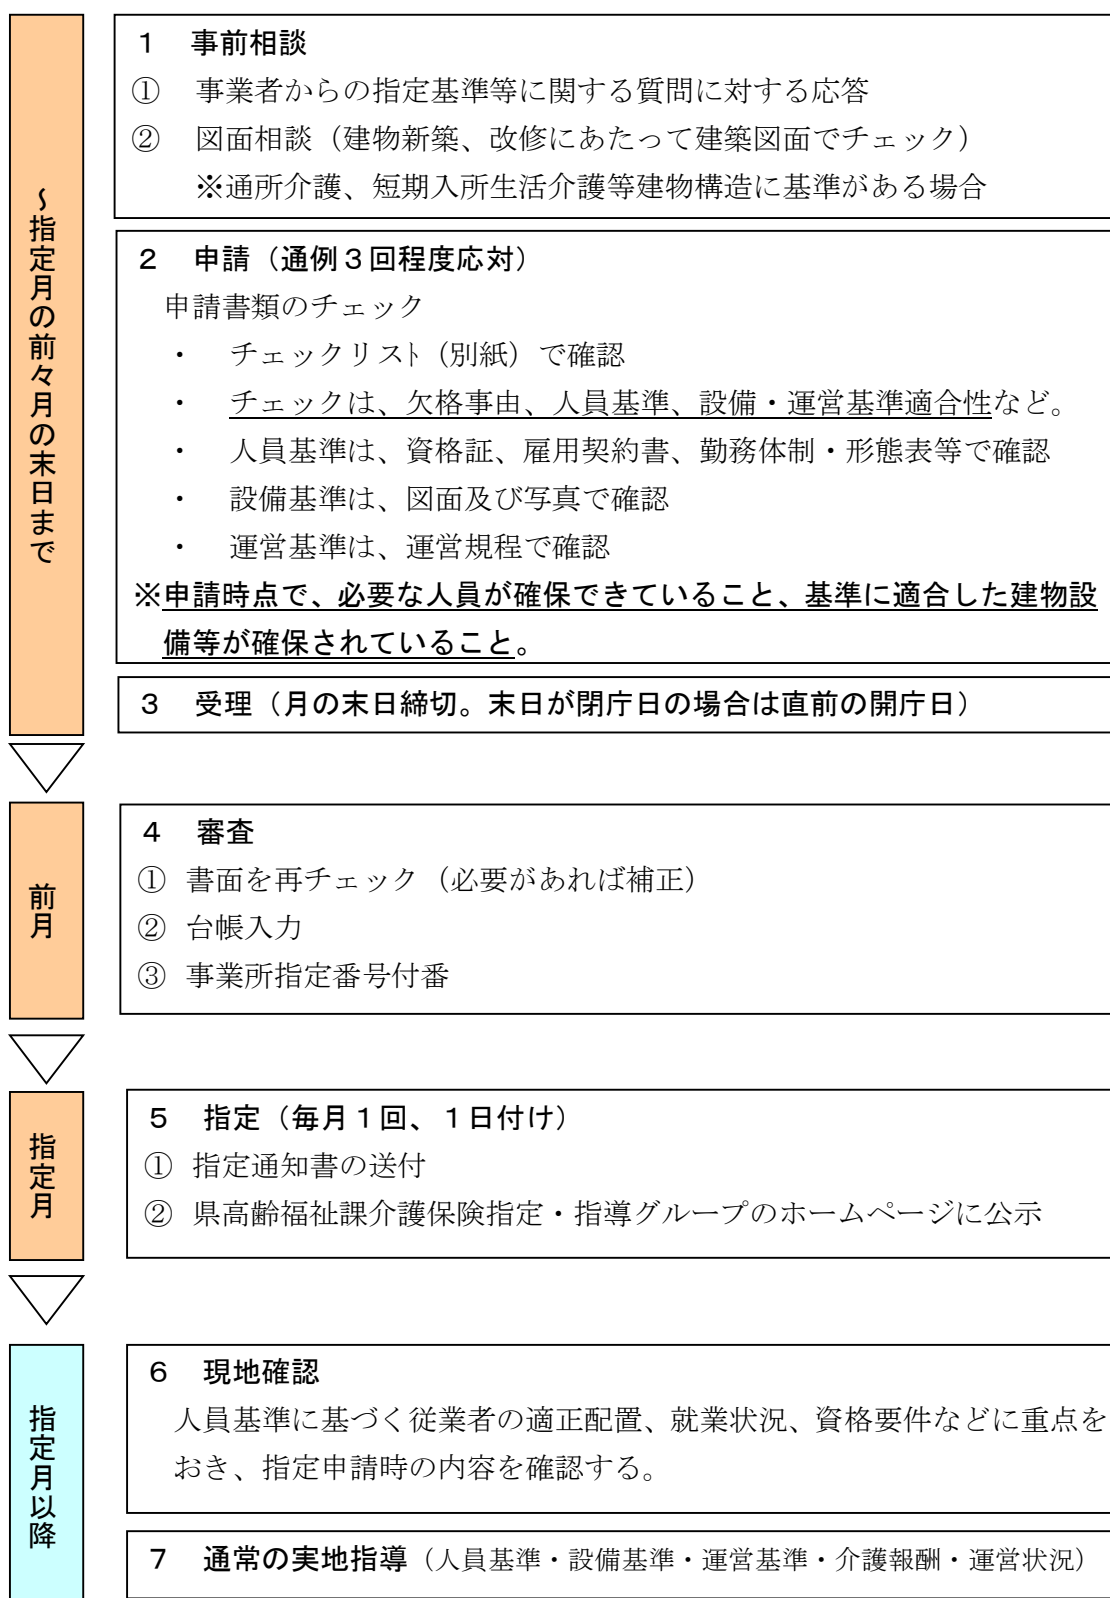 ～指定月の前々月の末日まで
１　事前相談
①　事業者からの指定基準等に関する質問に対する応答
②　図面相談（建物新築、改修にあたって建築図面でチェック）
※通所介護、短期入所生活介護等建物構造に基準がある場合
２　申請（通例３回程度応対）
申請書類のチェック
・　チェックリスト（別紙）で確認
・　チェックは、欠格事由、人員基準、設備・運営基準適合性など。
・　人員基準は、資格証、雇用契約書、勤務体制・形態表等で確認
・　設備基準は、図面及び写真で確認
・　運営基準は、運営規程で確認
※申請時点で、必要な人員が確保できていること、基準に適合した建物設
備等が確保されていること。
３　受理（月の末日締切。末日が閉庁日の場合は直前の開庁日）
前月
４　審査
①　書面を再チェック（必要があれば補正）
②　台帳入力
③　事業所指定番号付番
指定月
５　指定（毎月１回、１日付け）
①　指定通知書の送付
②　県高齢福祉課介護保険指定・指導グループのホームページに公示
指定月以降
６　現地確認
人員基準に基づく従業者の適正配置、就業状況、資格要件などに重点を
おき、指定申請時の内容を確認する。
７　通常の実地指導（人員基準・設備基準・運営基準・介護報酬・運営状況）